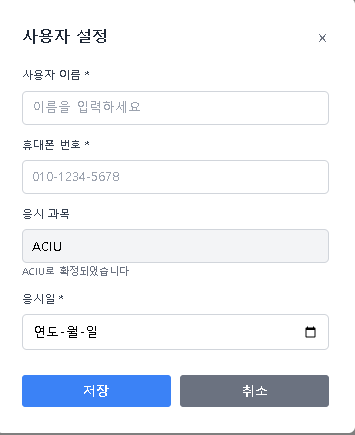 사용자 설정
×
사용자 이름 *
이름을 입력하세요
휴대폰 번호 *
010-1234-5678
응시 과목
ACIU
ACIU로 확정되었습니다
응시일 *
연도-월-일
저장
취소